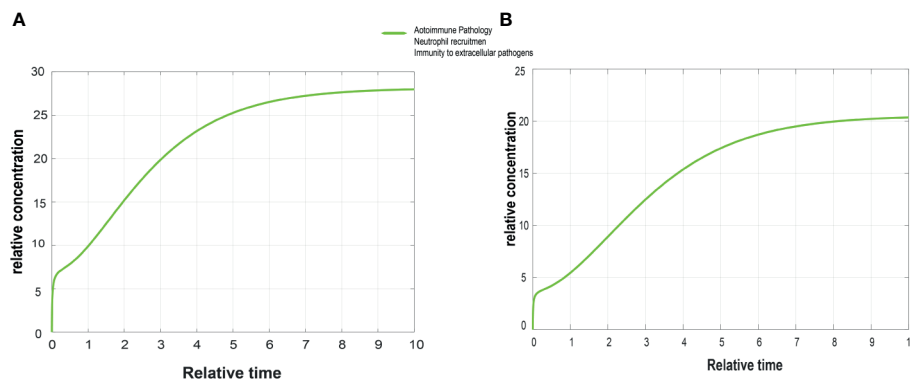 A
B
Aotoimmune Pathology
Neutrophil recruitmen
Immunity to extracellular pathogens
30
25
20
15
10
5
0
relative concentration
0 1 2 3 4 5 6 7 8 9 10
Relative time
25
20
15
10
5
0
relative concentration
0 1 2 3 4 5 6 7 8 9 1
Relative time